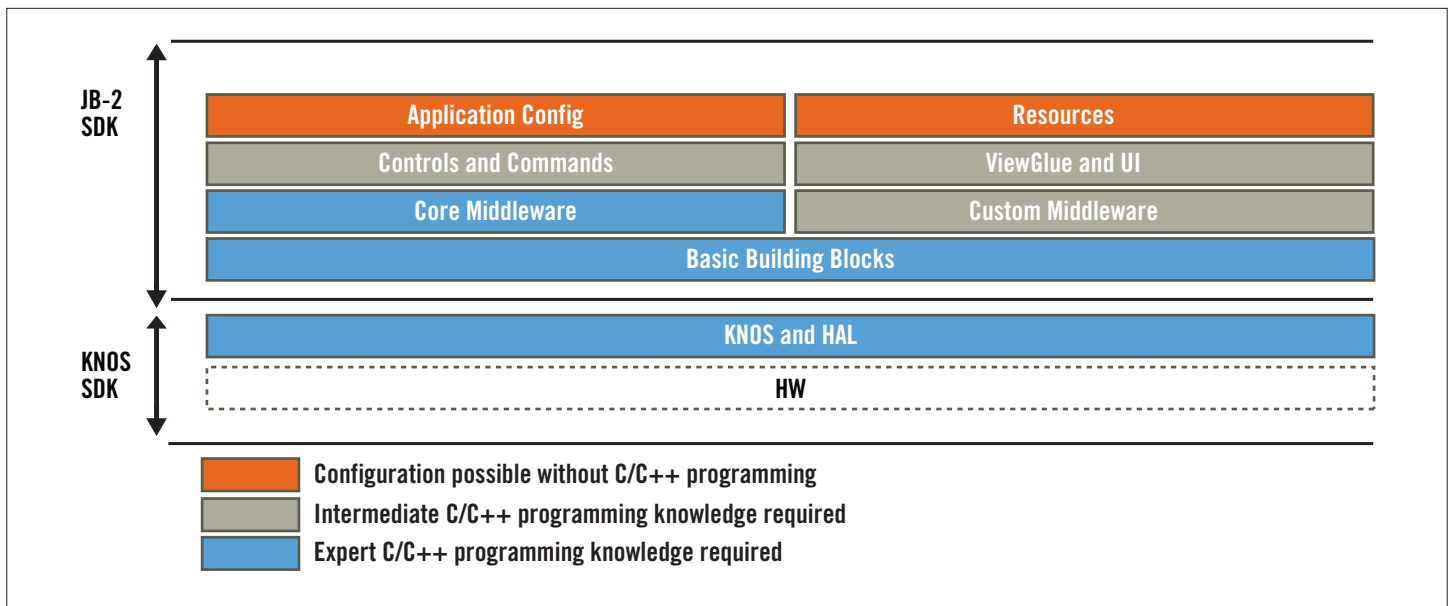 JB-2
SDK
Application Config
Resources
Controls and Commands
ViewGlue and UI
Core Middleware
Custom Middleware
Basic Building Blocks
KNOS
SDK
KNOS and HAL
HW
Configuration possible without C/C++ programming
Intermediate C/C++ programming knowledge required
Expert C/C++ programming knowledge required